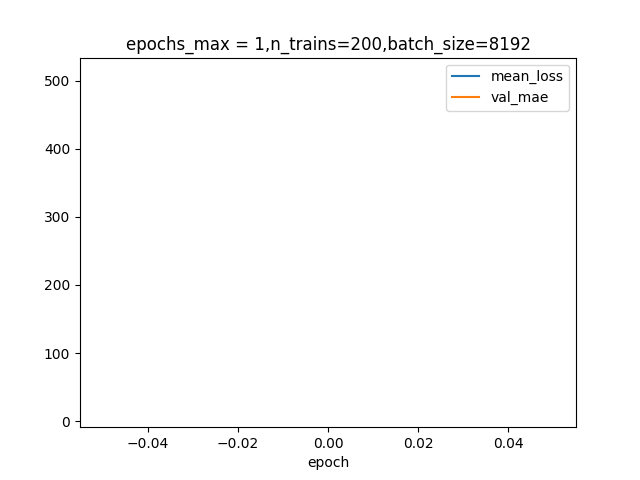 epochs_max = 1,n_trains=200,batch_size=8192
mean_loss
val_mae
500
400
300
200
100
0
−0.04 −0.02 0.00 0.02 0.04
epoch